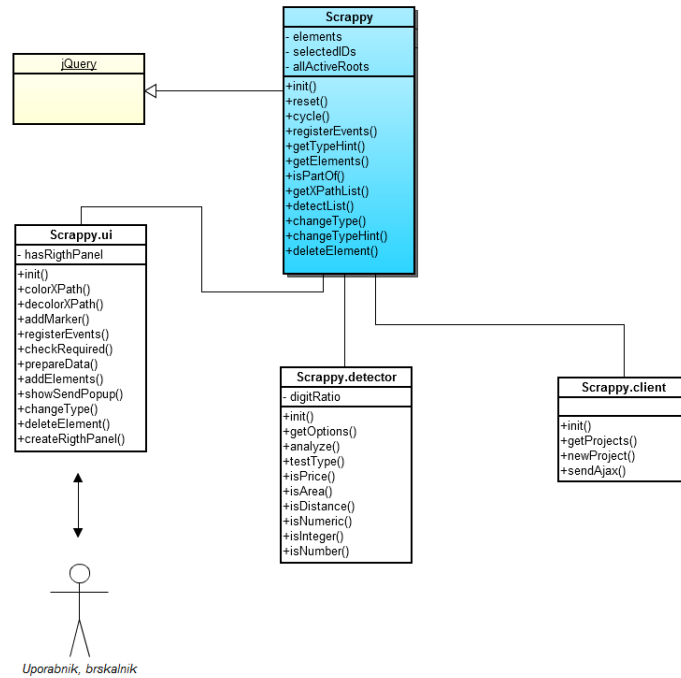 Scrappy
- elements
- selectedIDs
- allActiveRoots
+init()
+reset()
+cycle()
+registerEvents()
+getTypeHint()
+getElements()
+isPartOf()
+getXPathList()
+detectList()
+changeType()
+changeTypeHint()
+deleteElement()
jQuery
Scrappy.ui
- hasRigthPanel
+init()
+colorXPath()
+decolorXPath()
+addMarker()
+registerEvents()
+checkRequired()
+prepareData()
+addElements()
+showSendPopup()
+changeType()
+deleteElement()
+createRigthPanel()
Scrappy.detector
- digitRatio
+init()
+getOptions()
+analyze()
+testType()
+isPrice()
+isArea()
+isDistance()
+isNumeric()
+isInteger()
+isNumber()
Scrappy.client
+init()
+getProjects()
+newProject()
+sendAjax()
Uporabnik, brskalnik